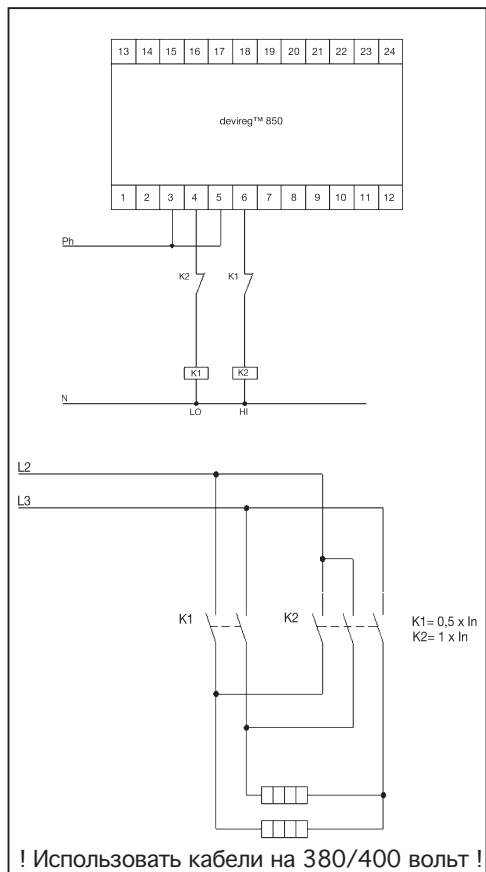 13 14 15 16 17 18 19 20 21 22 23 24
devireg™ 850
1 2 3 4 5 6 7 8 9 10 11 12
Ph
K2 K1
K1 K2
N
LO HI
L2
L3
K1 K2
K1= 0,5 x In
K2= 1 x In
! Использовать кабели на 380/400 вольт !